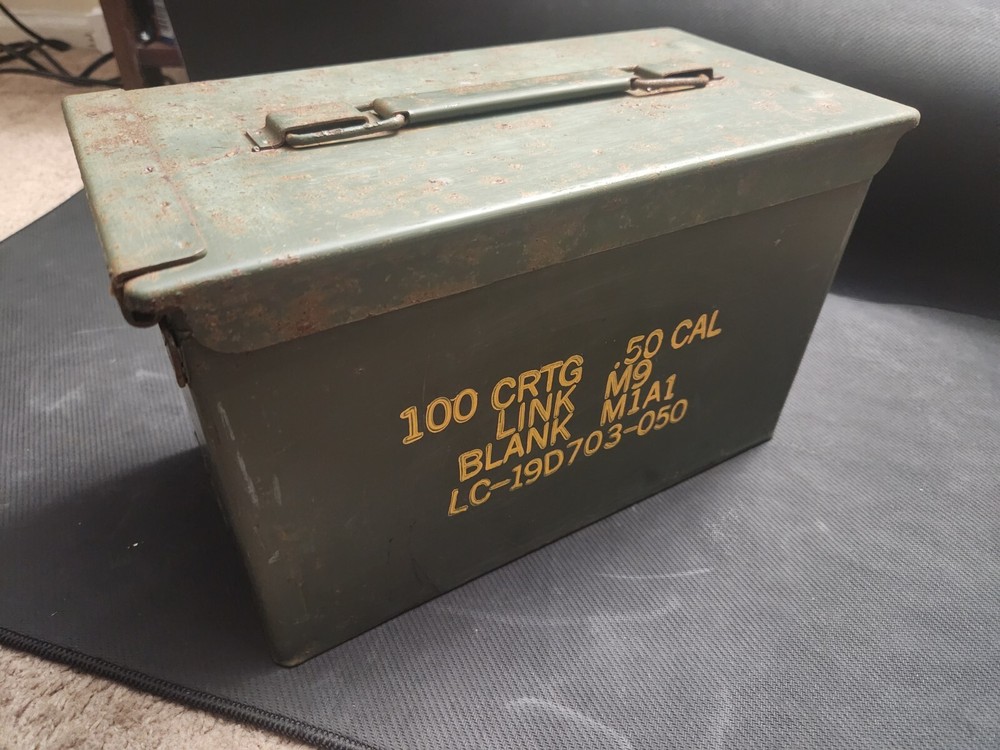 100 CRTG .50 CAL
LINK M9
BLANK M1A1
LC-19D703-050